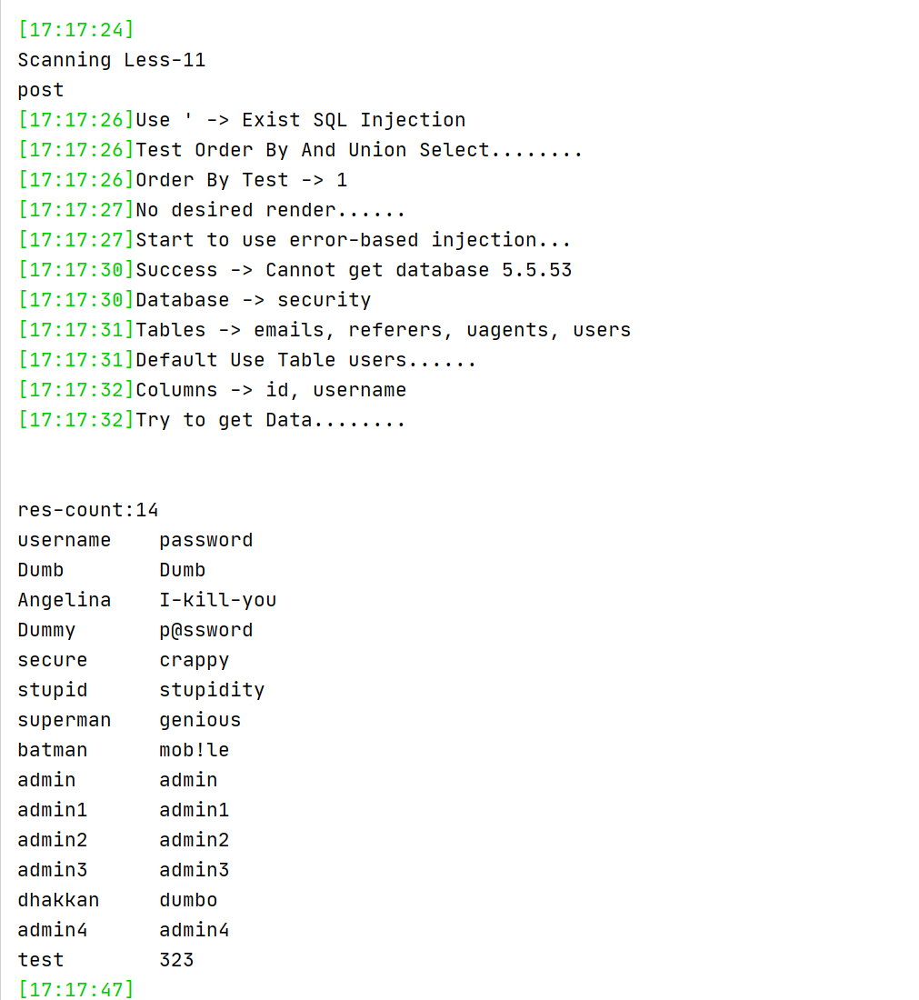 [17:17:24]
Scanning Less-11
post
[17:17:26]Use ' -> Exist SQL Injection
[17:17:26]Test Order By And Union Select........
[17:17:26]Order By Test -> 1
[17:17:27]No desired render......
[17:17:27]Start to use error-based injection...
[17:17:30]Success -> Cannot get database 5.5.53
[17:17:30]Database -> security
[17:17:31]Tables -> emails, referers, uagents, users
[17:17:31]Default Use Table users......
[17:17:32]Columns -> id, username
[17:17:32]Try to get Data........
res-count:14
username    password
Dumb        Dumb
Angelina    I-kill-you
Dummy       p@ssword
secure      crappy
stupid      stupidity
superman    genious
batman      mob!le
admin       admin
admin1      admin1
admin2      admin2
admin3      admin3
dhakkan     dumbo
admin4      admin4
test        323
[17:17:47]